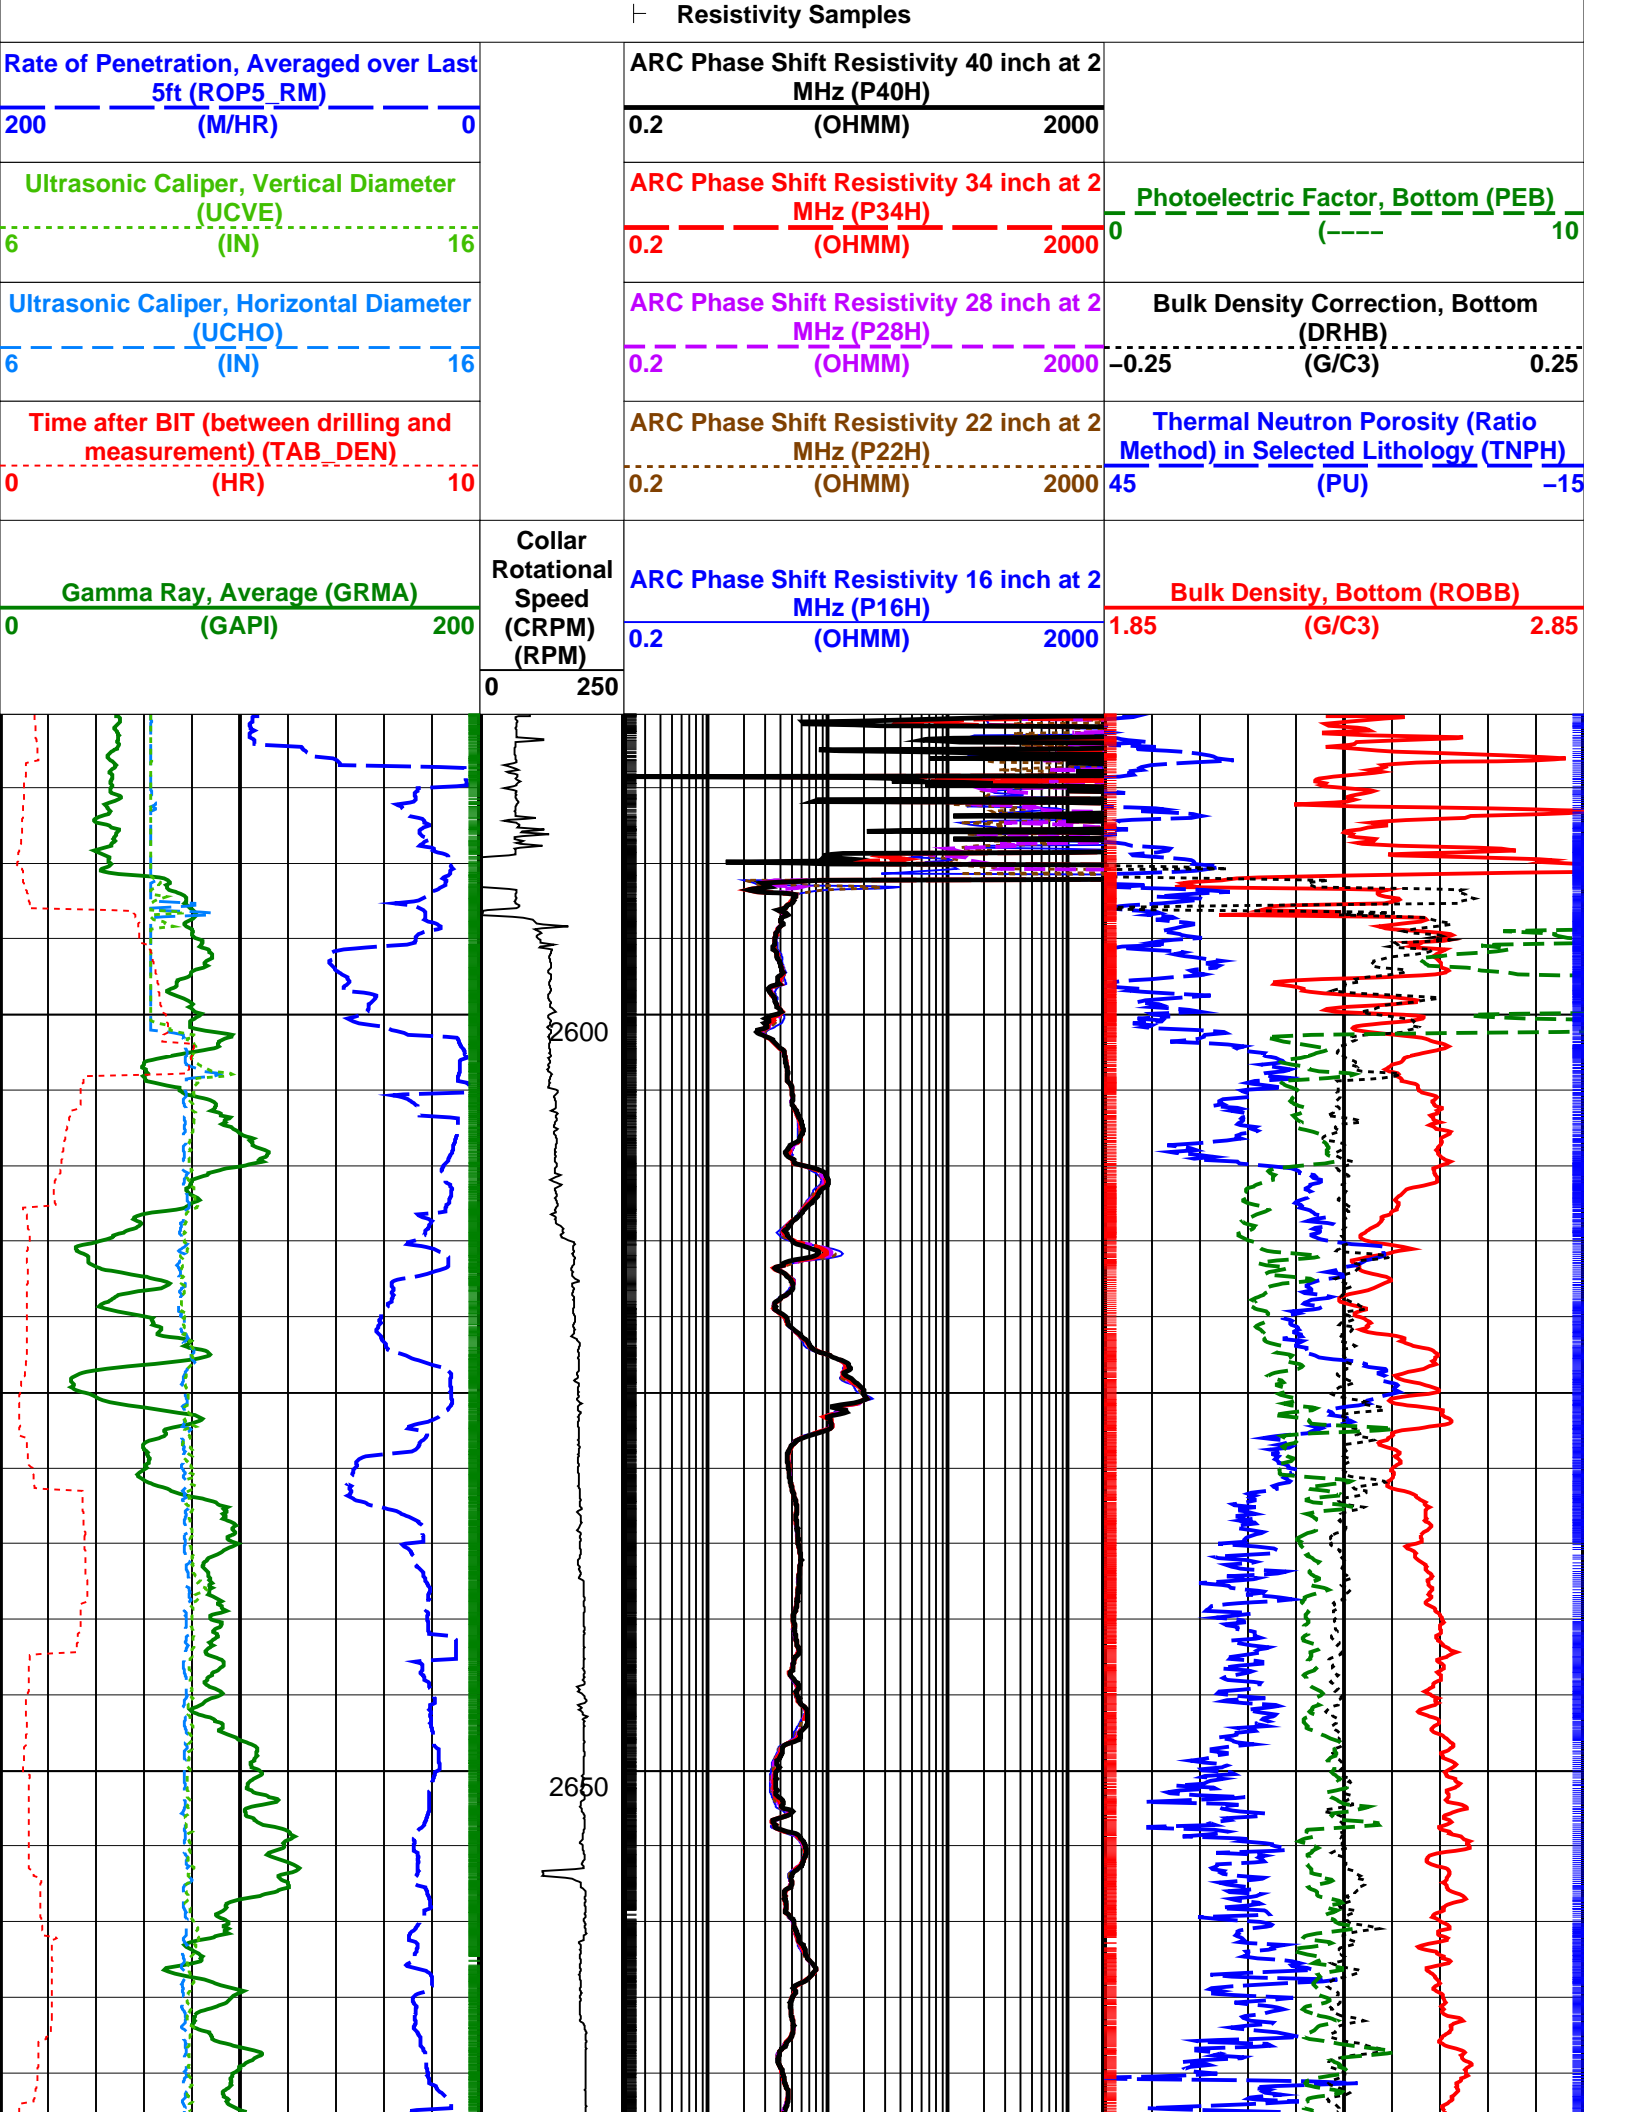 ⊢ Resistivity Samples
Rate of Penetration, Averaged over Last
5ft (ROP5_RM)
200 (M/HR) 0
Ultrasonic Caliper, Vertical Diameter
(UCVE)
6 (IN) 16
Ultrasonic Caliper, Horizontal Diameter
(UCHO)
6 (IN) 16
Time after BIT (between drilling and
measurement) (TAB_DEN)
0 (HR) 10
Gamma Ray, Average (GRMA)
0 (GAPI) 200
Collar
Rotational
Speed
(CRPM)
(RPM)
0 250
ARC Phase Shift Resistivity 40 inch at 2
MHz (P40H)
0.2 (OHMM) 2000
ARC Phase Shift Resistivity 34 inch at 2
MHz (P34H)
0.2 (OHMM) 2000
ARC Phase Shift Resistivity 28 inch at 2
MHz (P28H)
0.2 (OHMM) 2000
ARC Phase Shift Resistivity 22 inch at 2
MHz (P22H)
0.2 (OHMM) 2000
ARC Phase Shift Resistivity 16 inch at 2
MHz (P16H)
0.2 (OHMM) 2000
Photoelectric Factor, Bottom (PEB)
0 (−−−− 10
Bulk Density Correction, Bottom
(DRHB)
−0.25 (G/C3) 0.25
Thermal Neutron Porosity (Ratio
Method) in Selected Lithology (TNPH)
45 (PU) −15
Bulk Density, Bottom (ROBB)
1.85 (G/C3) 2.85
2600
2650